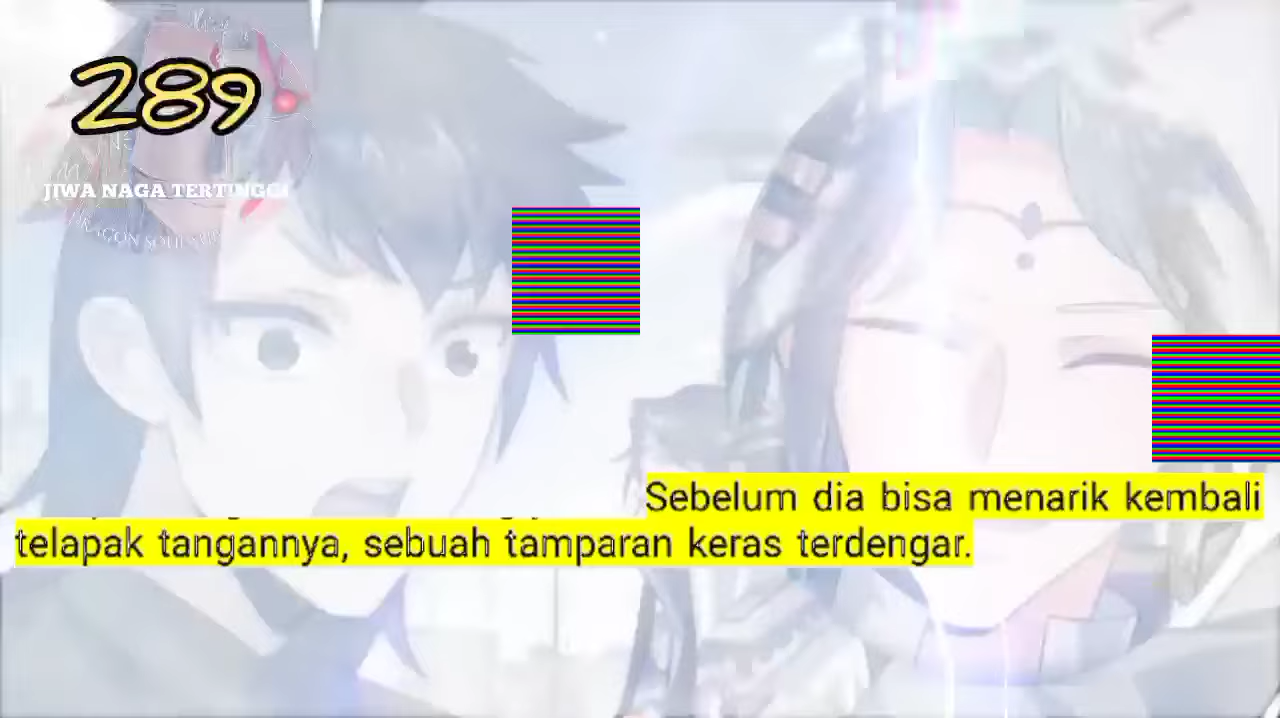 289
JIWA NAGA TERTINGGI
Sebelum dia bisa menarik kembali
telapak tangannya, sebuah tamparan keras terdengar.